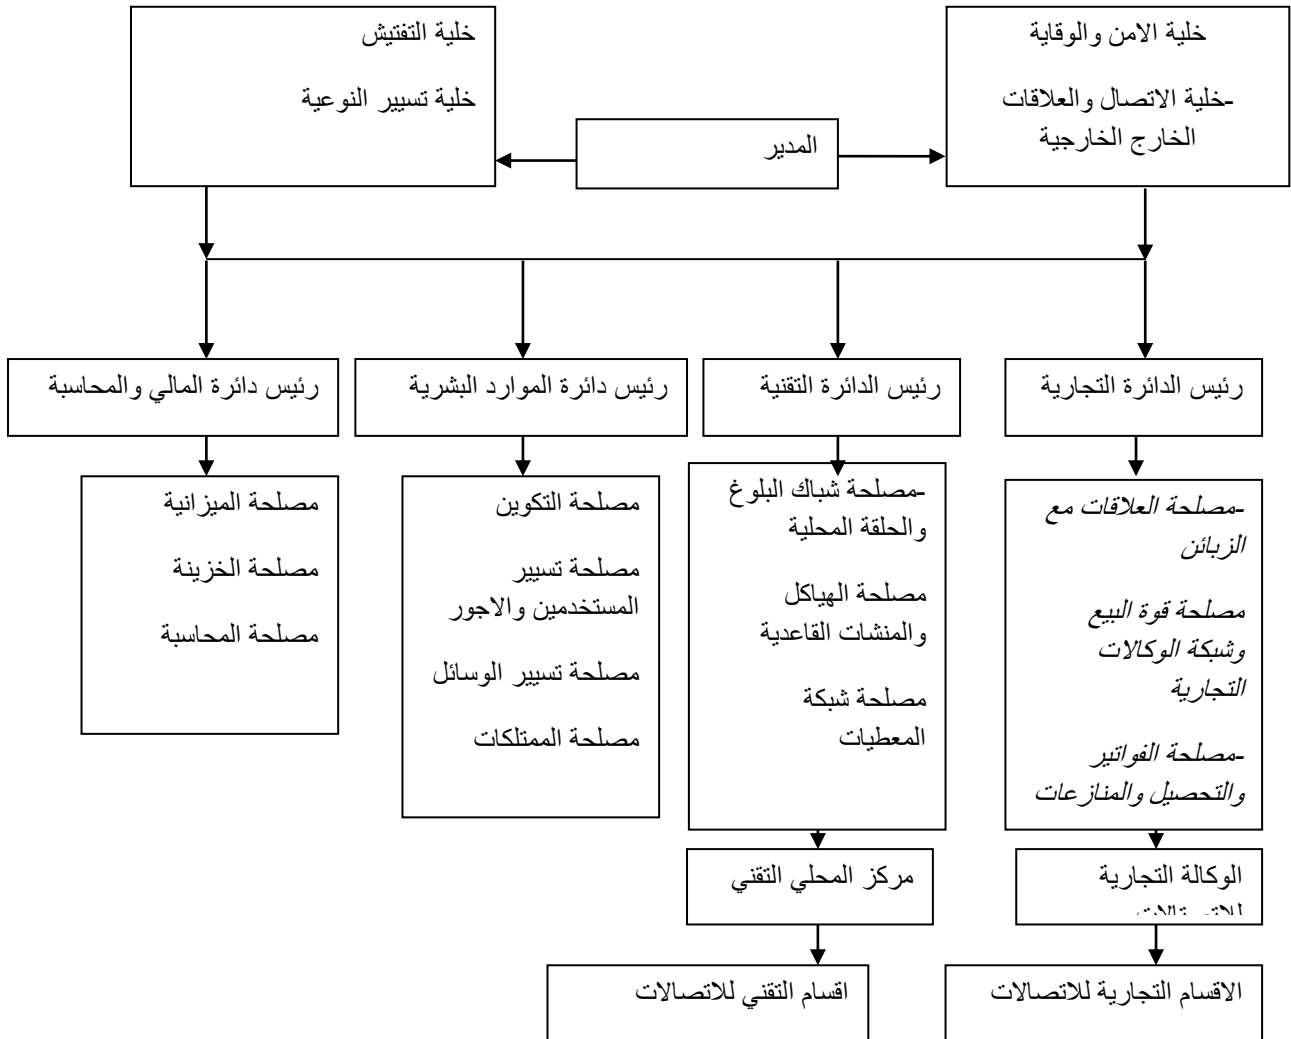 خلية الامن والوقاية
-خلية الاتصال والعلاقات
الخارج الخارجية
المدير
خلية التفتيش
خلية تسيير النوعية
رئيس الدائرة التجارية
رئيس الدائرة التقنية
رئيس دائرة الموارد البشرية
رئيس دائرة المالي والمحاسبة
-مصلحة العلاقات مع
الزبائن
مصلحة قوة البيع
وشبكة الوكالات
التجارية
-مصلحة الفواتير
والتحصيل والمنازعات
-مصلحة شباك البلوغ
والحلقة المحلية
مصلحة الهياكل
والمنشات القاعدية
مصلحة شبكة
المعطيات
مصلحة التكوين
مصلحة تسيير
المستخدمين والاجور
مصلحة تسيير الوسائل
مصلحة الممتلكات
مصلحة الميزانية
مصلحة الخزينة
مصلحة المحاسبة
الوكالة التجارية
مركز المحلي التقني
الاقسام التجارية للاتصالات
اقسام التقني للاتصالات